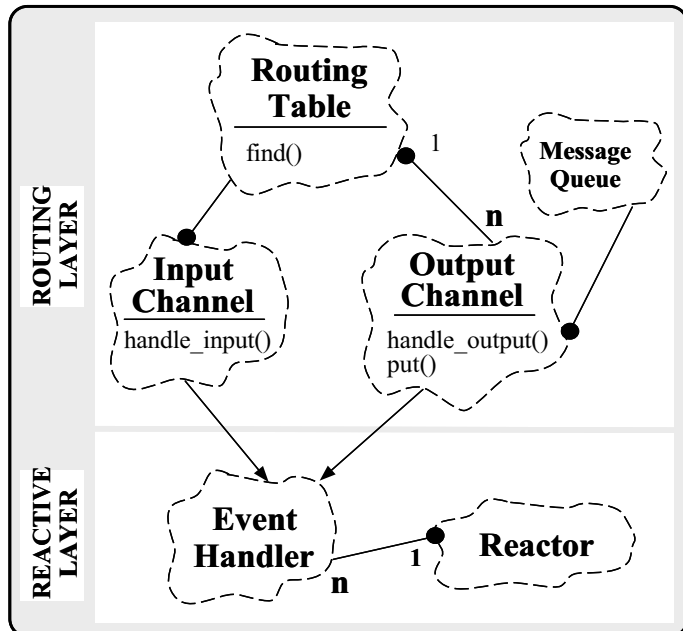 ROUTING
LAYER
Routing
Table
find()
1
n
Message
Queue
Input
Channel
handle_input()
Output
Channel
handle_output()
put()
REACTIVE
LAYER
Event
Handler
n
1
Reactor